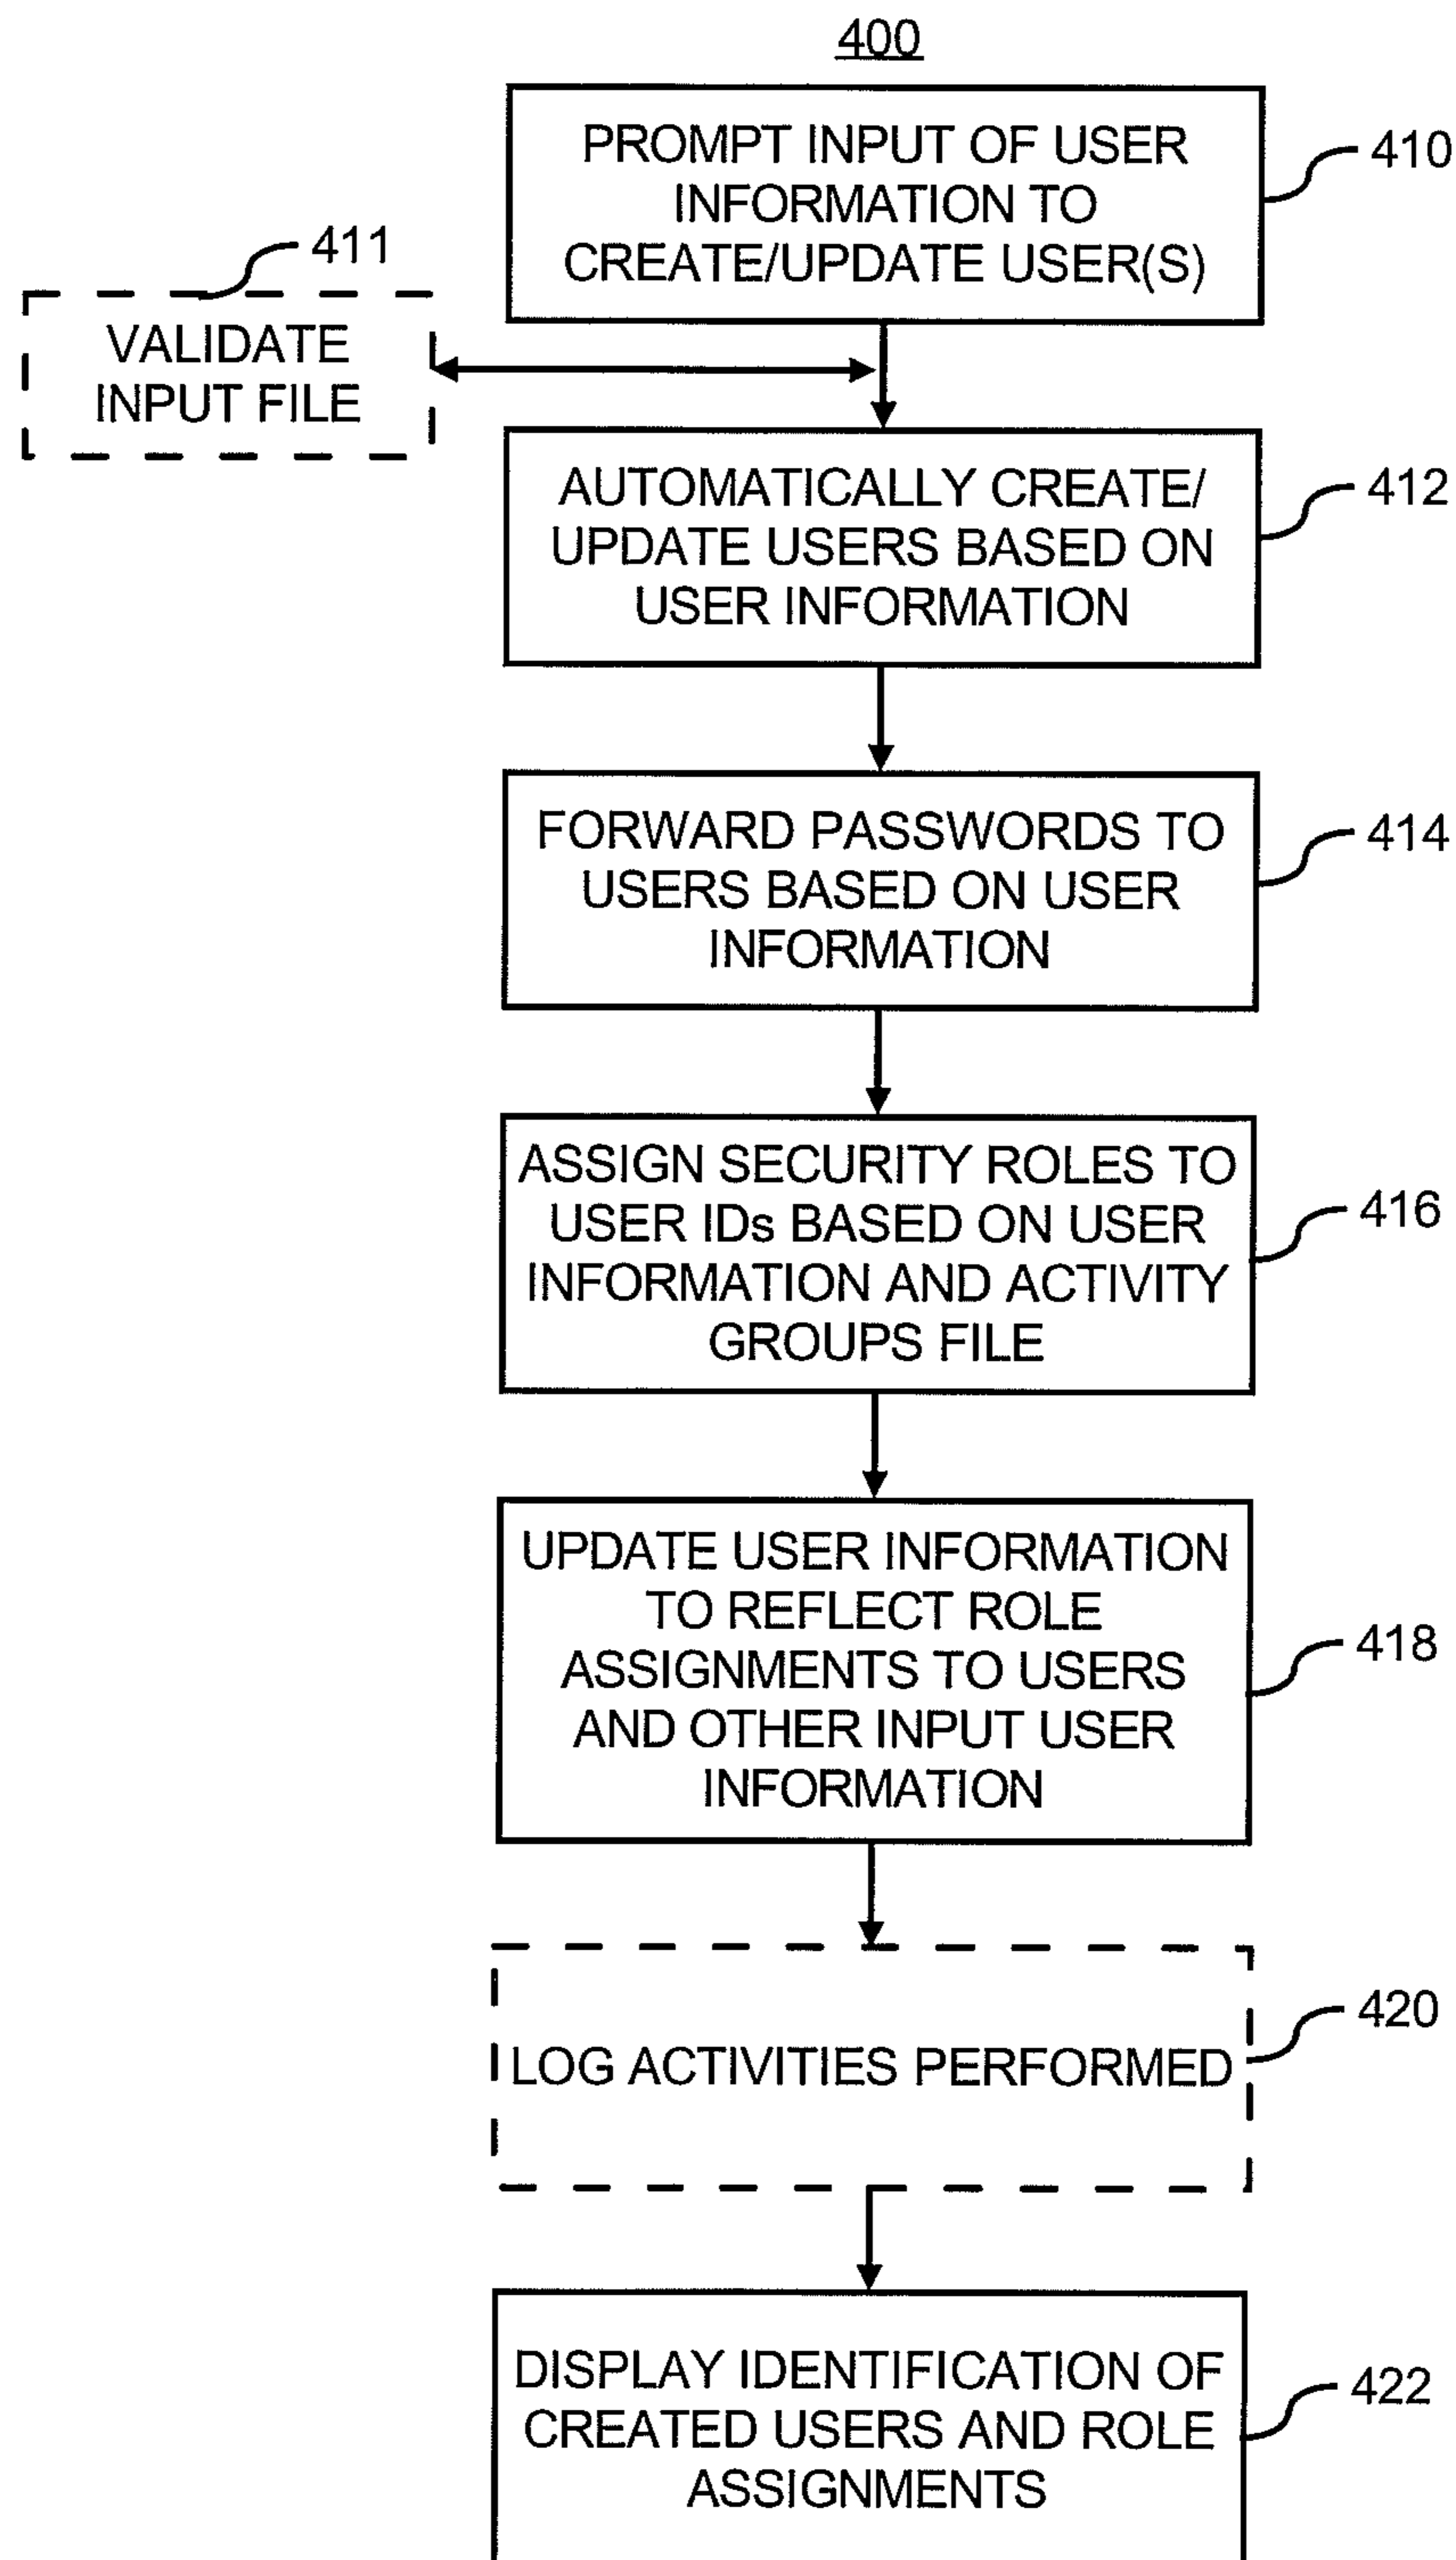 400
PROMPT INPUT OF USER
INFORMATION TO
CREATE/UPDATE USER(S)
410
411
VALIDATE
INPUT FILE
AUTOMATICALLY CREATE/
UPDATE USERS BASED ON
USER INFORMATION
412
FORWARD PASSWORDS TO
USERS BASED ON USER
INFORMATION
414
ASSIGN SECURITY ROLES TO
USER IDs BASED ON USER
INFORMATION AND ACTIVITY
GROUPS FILE
416
UPDATE USER INFORMATION
TO REFLECT ROLE
ASSIGNMENTS TO USERS
AND OTHER INPUT USER
INFORMATION
418
LOG ACTIVITIES PERFORMED
420
DISPLAY IDENTIFICATION OF
CREATED USERS AND ROLE
ASSIGNMENTS
422